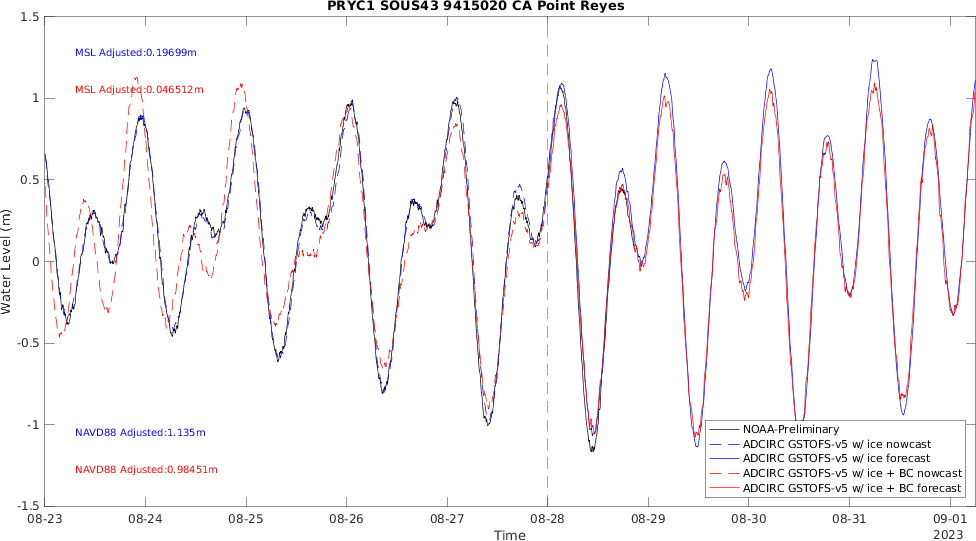 PRYC1 SOUS43 9415020 CA Point Reyes
1.5
MSL Adjusted:0.19699m
MSL Adjusted:0.046512m
1
0.5
Water Level (m)
0
-0.5
-1
NAVD88 Adjusted:1.135m
NAVD88 Adjusted:0.98451m
NOAA-Preliminary
ADCIRC GSTOFS-v5 w/ ice nowcast
ADCIRC GSTOFS-v5 w/ ice forecast
ADCIRC GSTOFS-v5 w/ ice + BC nowcast
ADCIRC GSTOFS-v5 w/ ice + BC forecast
-1.5
08-23 08-24 08-25 08-26 08-27 08-28 08-29 08-30 08-31 09-01
Time 2023